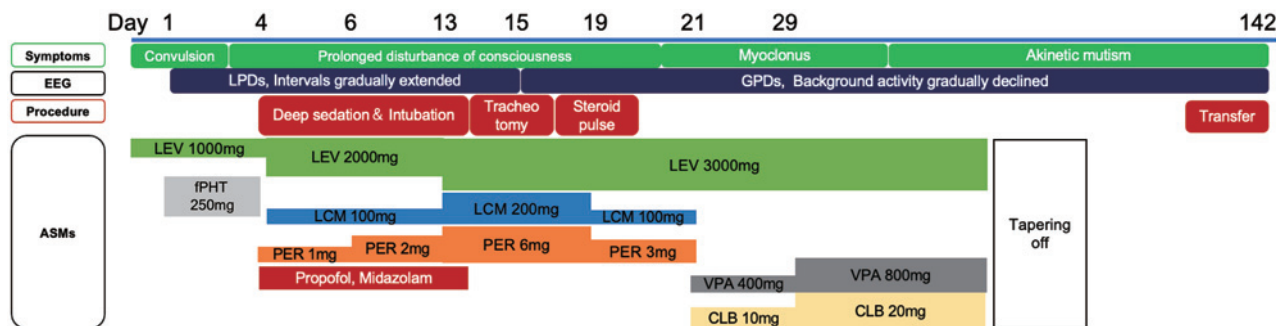 Day 1 4 6 13 15 19 21 29 142
Symptoms
Convulsion
Prolonged disturbance of consciousness
Myoclonus
Akinetic mutism
EEG
LPDs, Intervals gradually extended
GPDs, Background activity gradually declined
Procedure
Deep sedation & Intubation
Tracheo
tomy
Steroid
pulse
Transfer
ASMs
LEV 1000mg
LEV 2000mg
LEV 3000mg
fPHT
250mg
LCM 100mg
LCM 200mg
LCM 100mg
PER 1mg
PER 2mg
PER 6mg
PER 3mg
Propofol, Midazolam
VPA 400mg
VPA 800mg
CLB 10mg
CLB 20mg
Tapering
off